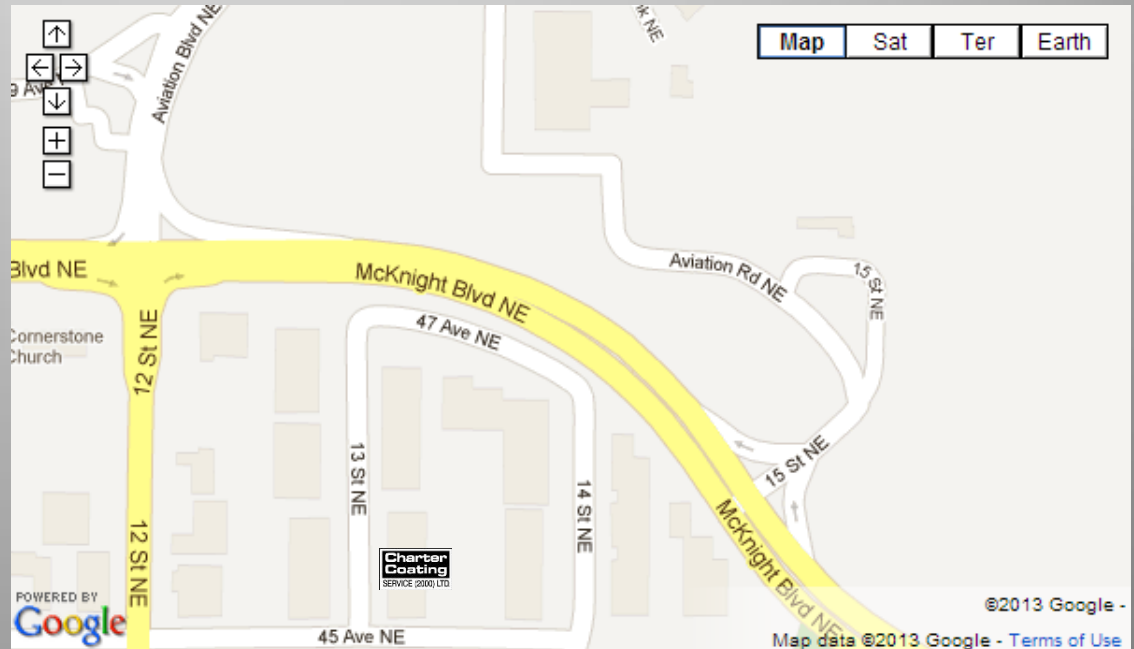 Map Sat Ter Earth
Aviation Blvd NE
NE
9 Ave
Blvd NE
McKnight Blvd NE
Aviation Rd NE
15 St NE
12 St NE
47 Ave NE
Cornerstone
Church
13 St NE
14 St NE
15 St NE
McKnight Blvd NE
12 St NE
Charter
Coating
SERVICE (2000) LTD.
45 Ave NE
POWERED BY
Google
©2013 Google -
Map data ©2013 Google - Terms of Use